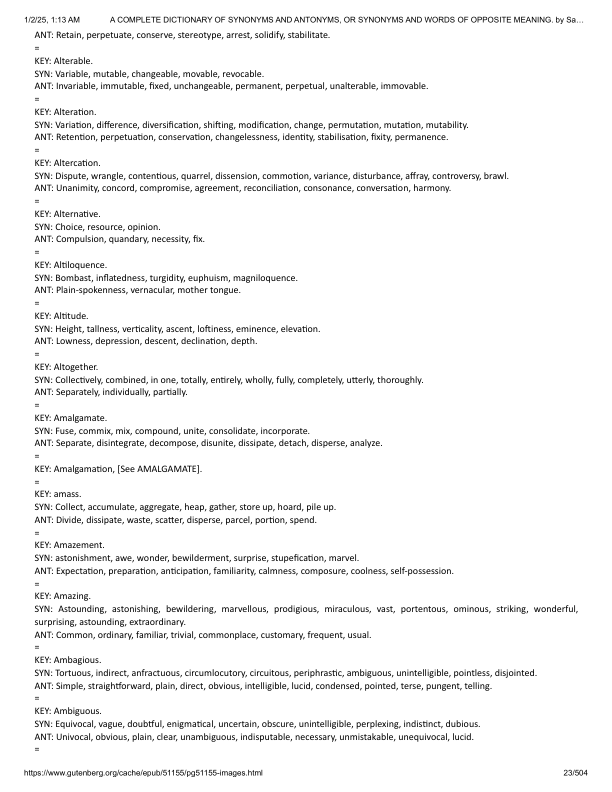 1/2/25, 1:13 AM A COMPLETE DICTIONARY OF SYNONYMS AND ANTONYMS, OR SYNONYMS AND WORDS OF OPPOSITE MEANING. by Sa…
ANT: Retain, perpetuate, conserve, stereotype, arrest, solidify, stabilitate.
=
KEY: Alterable.
SYN: Variable, mutable, changeable, movable, revocable.
ANT: Invariable, immutable, fixed, unchangeable, permanent, perpetual, unalterable, immovable.
=
KEY: Alteration.
SYN: Variation, difference, diversification, shifting, modification, change, permutation, mutation, mutability.
ANT: Retention, perpetuation, conservation, changelessness, identity, stabilisation, fixity, permanence.
=
KEY: Altercation.
SYN: Dispute, wrangle, contentious, quarrel, dissension, commotion, variance, disturbance, affray, controversy, brawl.
ANT: Unanimity, concord, compromise, agreement, reconciliation, consonance, conversation, harmony.
=
KEY: Alternative.
SYN: Choice, resource, opinion.
ANT: Compulsion, quandary, necessity, fix.
=
KEY: Altiloquence.
SYN: Bombast, inflatedness, turgidity, euphuism, magniloquence.
ANT: Plain-spokenness, vernacular, mother tongue.
=
KEY: Altitude.
SYN: Height, tallness, verticality, ascent, loftiness, eminence, elevation.
ANT: Lowness, depression, descent, declination, depth.
=
KEY: Altogether.
SYN: Collectively, combined, in one, totally, entirely, wholly, fully, completely, utterly, thoroughly.
ANT: Separately, individually, partially.
=
KEY: Amalgamate.
SYN: Fuse, commix, mix, compound, unite, consolidate, incorporate.
ANT: Separate, disintegrate, decompose, disunite, dissipate, detach, disperse, analyze.
=
KEY: Amalgamation, [See AMALGAMATE].
=
KEY: amass.
SYN: Collect, accumulate, aggregate, heap, gather, store up, hoard, pile up.
ANT: Divide, dissipate, waste, scatter, disperse, parcel, portion, spend.
=
KEY: Amazement.
SYN: astonishment, awe, wonder, bewilderment, surprise, stupefication, marvel.
ANT: Expectation, preparation, anticipation, familiarity, calmness, composure, coolness, self-possession.
=
KEY: Amazing.
SYN: Astounding, astonishing, bewildering, marvellous, prodigious, miraculous, vast, portentous, ominous, striking, wonderful,
surprising, astounding, extraordinary.
ANT: Common, ordinary, familiar, trivial, commonplace, customary, frequent, usual.
=
KEY: Ambagious.
SYN: Tortuous, indirect, anfractuous, circumlocutory, circuitous, periphrastic, ambiguous, unintelligible, pointless, disjointed.
ANT: Simple, straightforward, plain, direct, obvious, intelligible, lucid, condensed, pointed, terse, pungent, telling.
=
KEY: Ambiguous.
SYN: Equivocal, vague, doubtful, enigmatical, uncertain, obscure, unintelligible, perplexing, indistinct, dubious.
ANT: Univocal, obvious, plain, clear, unambiguous, indisputable, necessary, unmistakable, unequivocal, lucid.
=
https://www.gutenberg.org/cache/epub/51155/pg51155-images.html 23/504